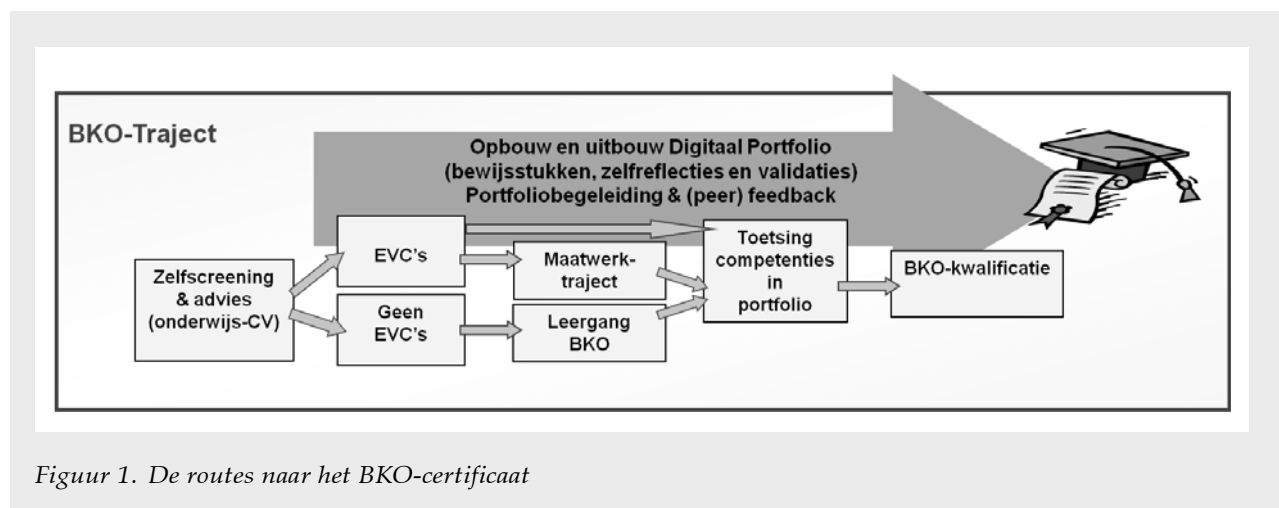 BKO-Traject
Opbouw en uitbouw Digitaal Portfolio
(bewijsstukken, zelfreflecties en validaties)
Portfoliobegeleiding & (peer) feedback
Zelfscreening
& advies
(onderwijs-CV)
EVC's
Geen
EVC's
Maatwerk-
traject
Leergang
BKO
Toetsing
competenties
in
portfolio
BKO-kwalificatie
Figuur 1. De routes naar het BKO-certificaat